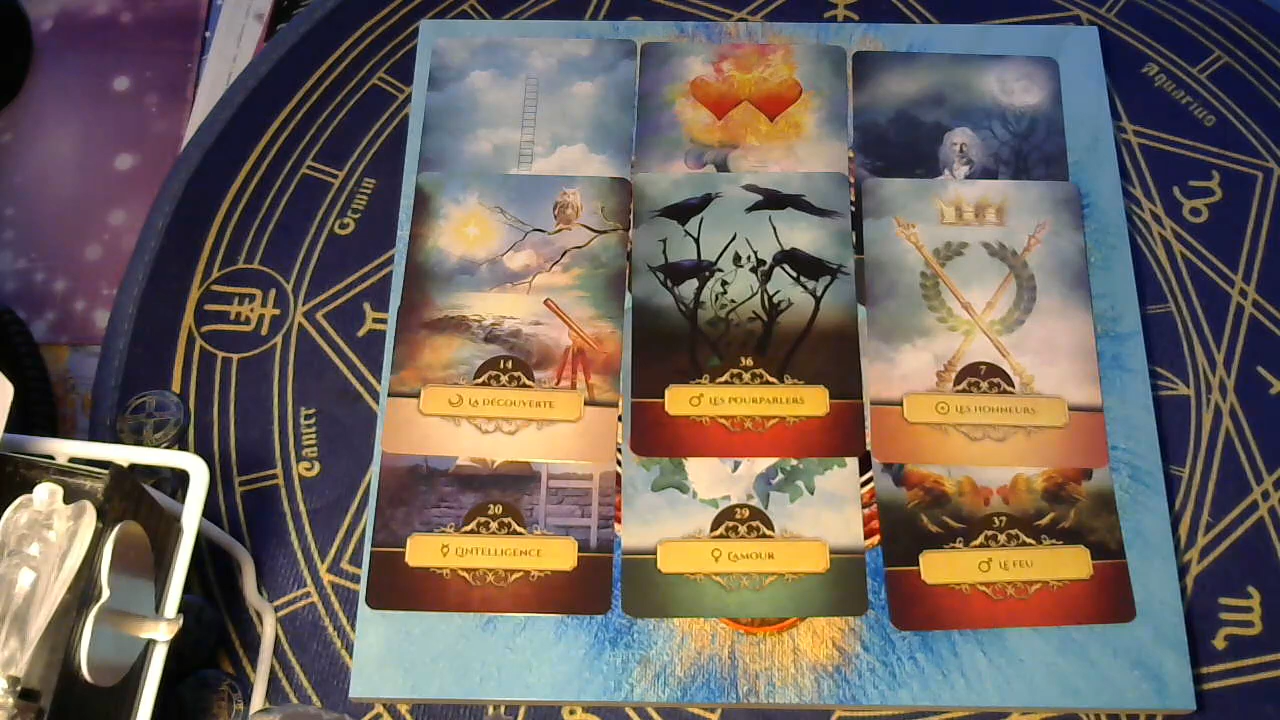 Aquarius
Gemini
14
LA DÉCOUVERTE
36
LES POURPARLERS
7
LES HONNEURS
Cancer
20
L'INTELLIGENCE
29
L'AMOUR
37
LE FEU